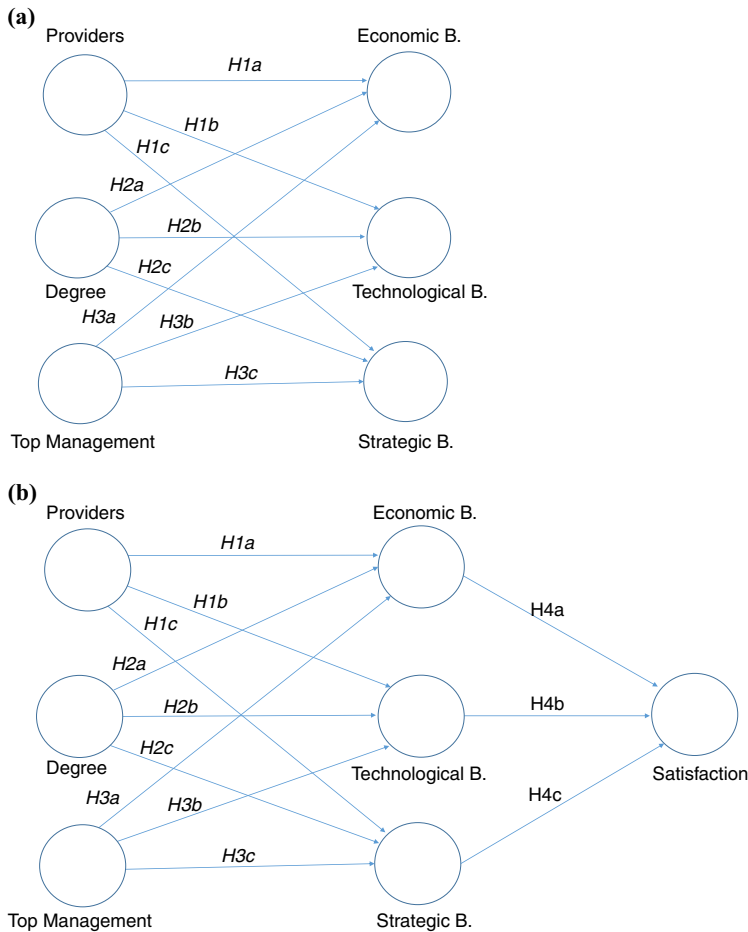 (a)
Providers
Economic B.
H1a
H1b
H1c
H2a
H2b
H2c
Degree
Technological B.
H3a
H3b
H3c
Top Management
Strategic B.
(b)
Providers
Economic B.
H1a
H1b
H1c
H4a
H2a
H2b
H4b
H2c
Degree
Technological B.
Satisfaction
H3a
H3b
H4c
H3c
Top Management
Strategic B.